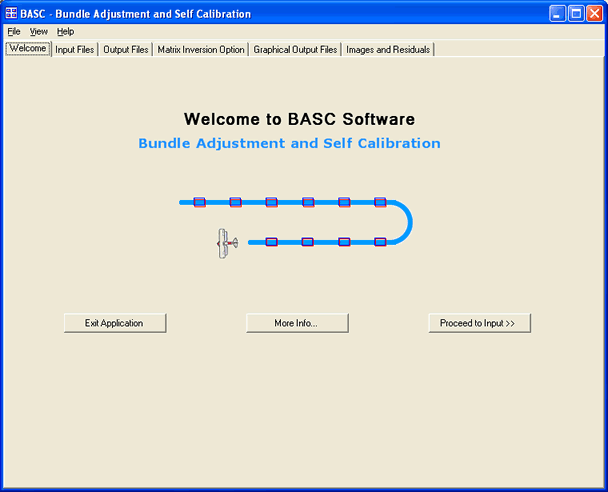 BASC - Bundle Adjustment and Self Calibration
File View Help
Welcome Input Files Output Files Matrix Inversion Option Graphical Output Files Images and Residuals
Welcome to BASC Software
Bundle Adjustment and Self Calibration
Exit Application More Info... Proceed to Input >>